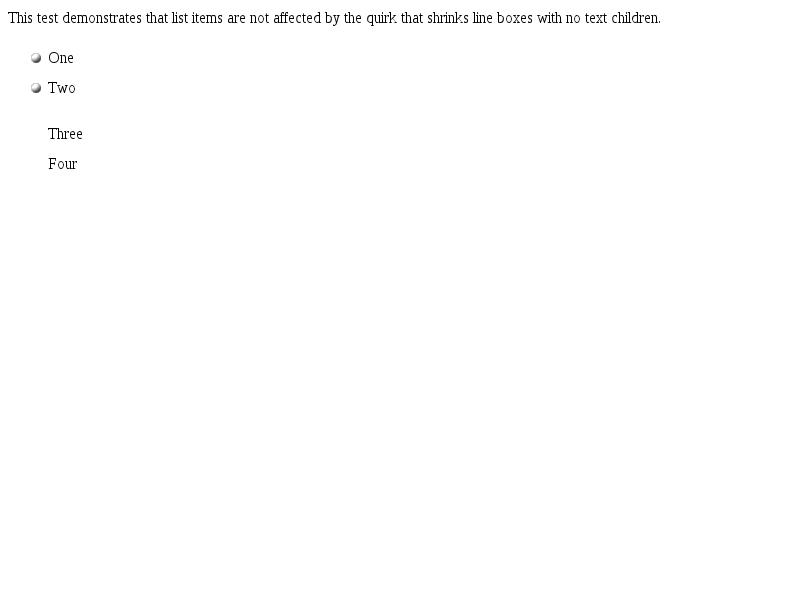 This test demonstrates that list items are not affected by the quirk that shrinks line boxes with no text children.
One
Two
Three
Four